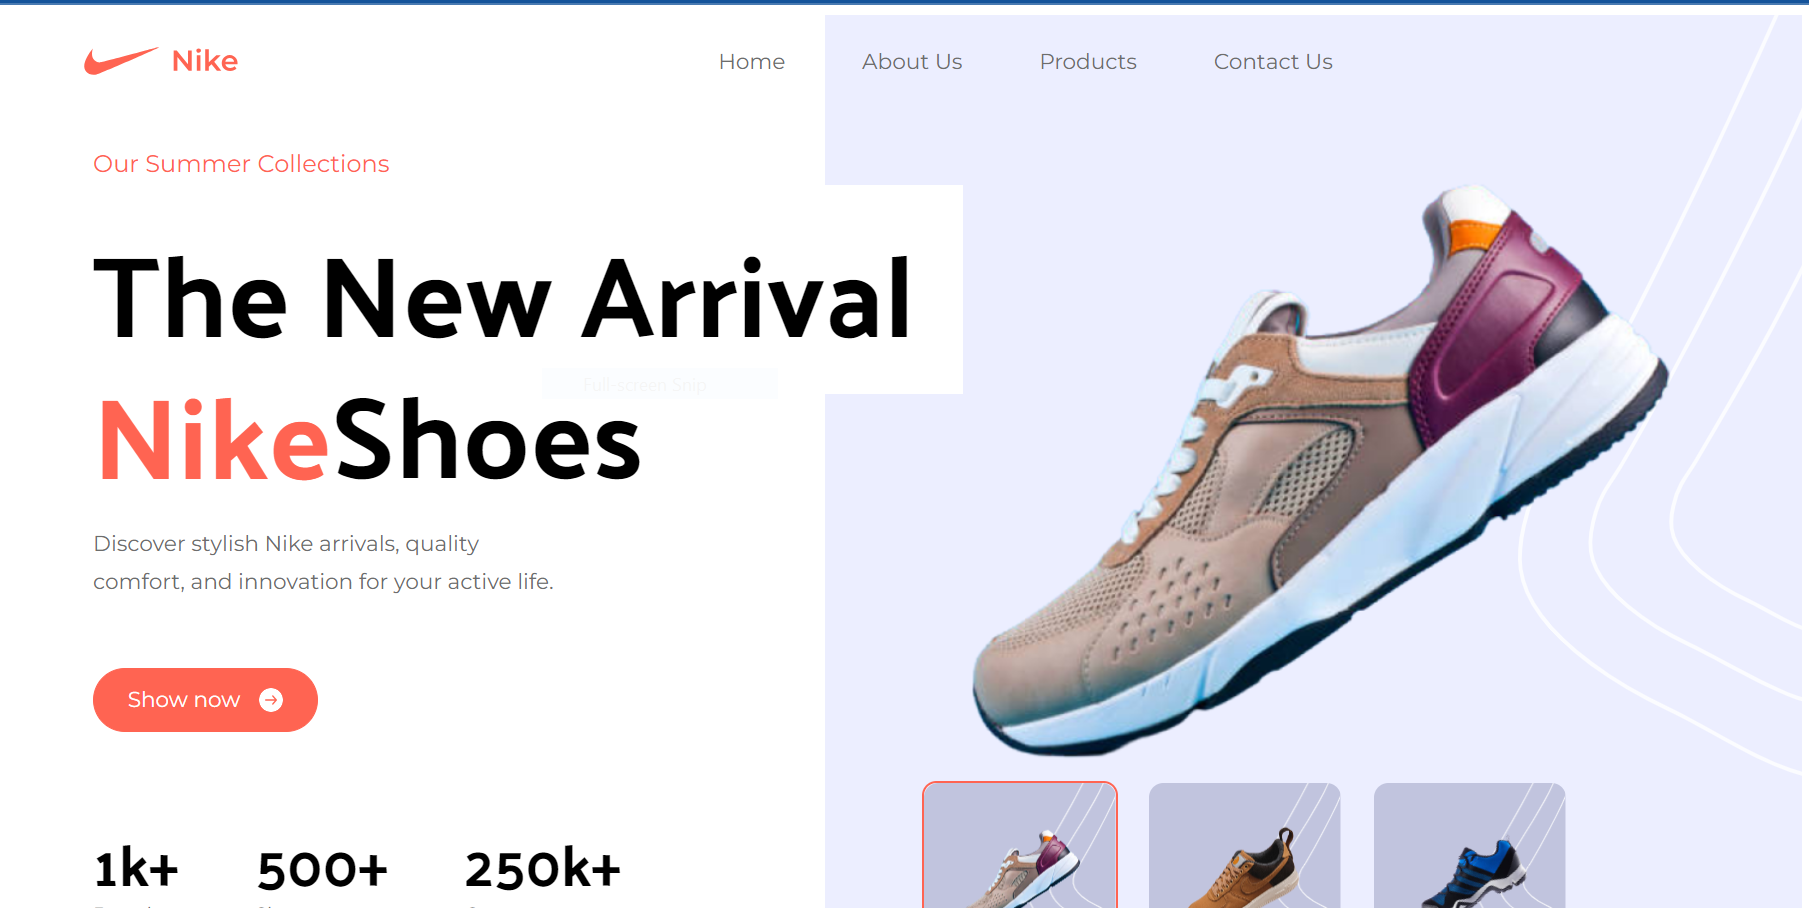 Nike
Home
About Us
Products
Contact Us
Our Summer Collections
The New Arrival
Full-screen Snip
NikeShoes
Discover stylish Nike arrivals, quality
comfort, and innovation for your active life.
Show now
1k+
500+
250k+